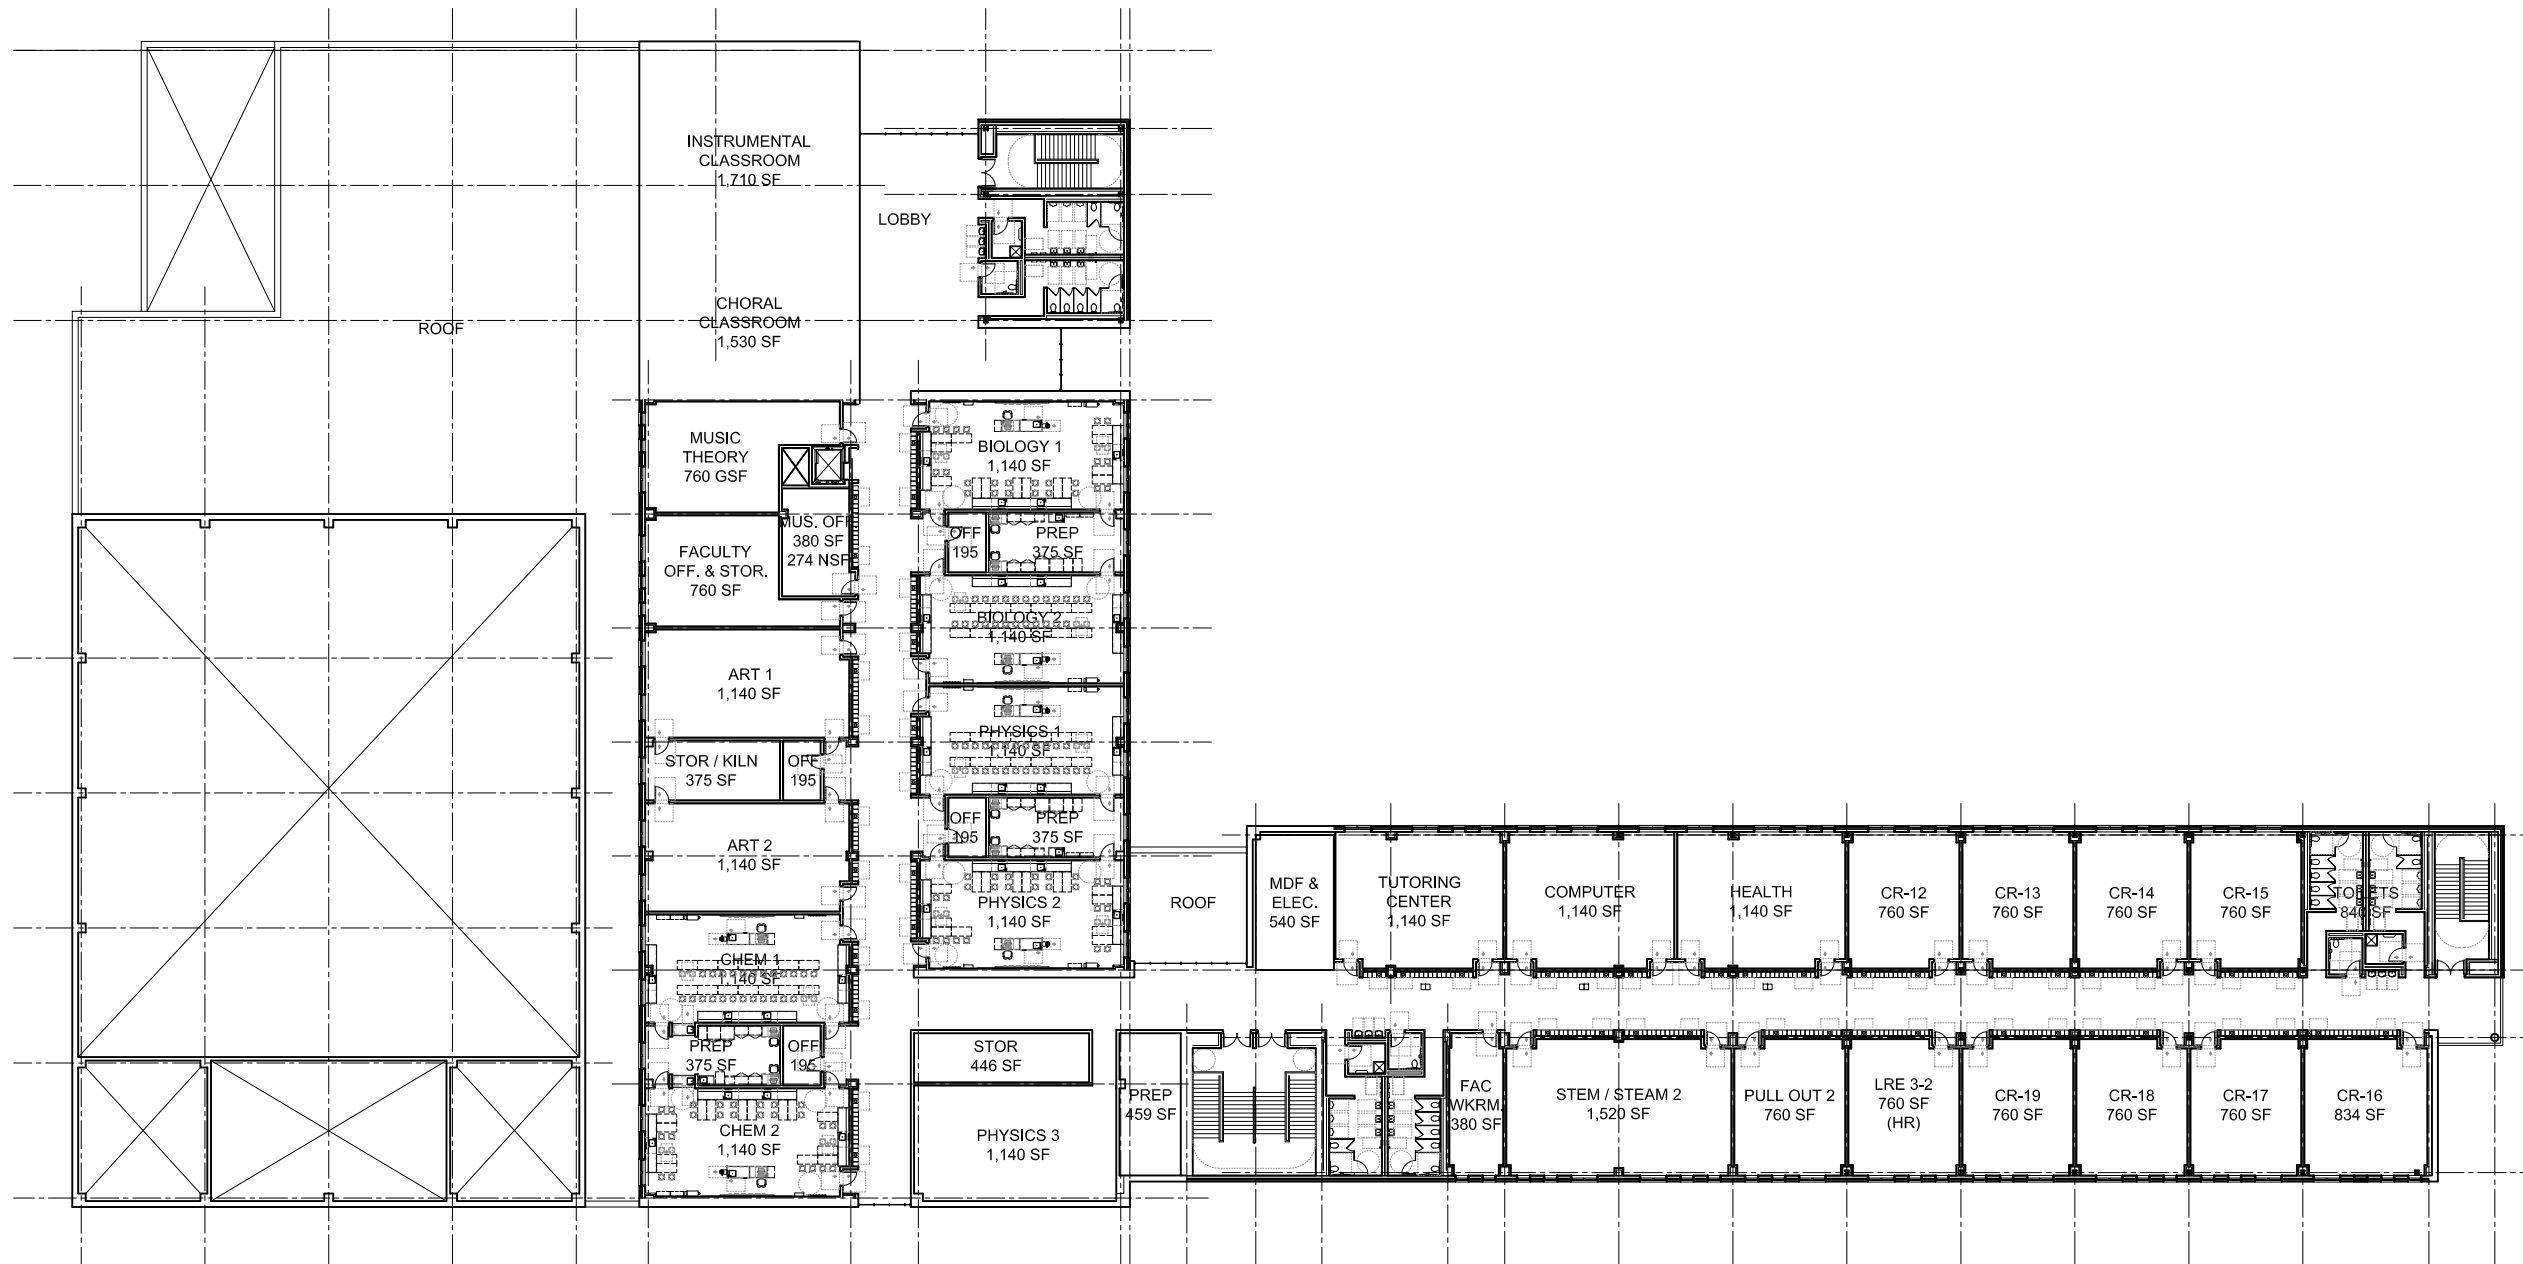 INSTRUMENTAL
CLASSROOM
1,710 SF
LOBBY
CHORAL
CLASSROOM
1,530 SF
ROOF
MUSIC
THEORY
760 GSF
MUS. OFF
380 SF
274 NSF
FACULTY
OFF. & STOR.
760 SF
ART 1
1,140 SF
STOR / KILN
375 SF
OFF
195
ART 2
1,140 SF
CHEM 1
1,140 SF
PREP
375 SF
OFF
195
CHEM 2
1,140 SF
BIOLOGY 1
1,140 SF
OFF
195
PREP
375 SF
BIOLOGY 2
1,140 SF
PHYSICS 1
1,140 SF
OFF
195
PREP
375 SF
PHYSICS 2
1,140 SF
STOR
446 SF
PHYSICS 3
1,140 SF
PREP
459 SF
ROOF
MDF &
ELEC.
540 SF
TUTORING
CENTER
1,140 SF
COMPUTER
1,140 SF
HEALTH
1,140 SF
CR-12
760 SF
CR-13
760 SF
CR-14
760 SF
CR-15
760 SF
TOILETS
840 SF
FAC
WKRM.
380 SF
STEM / STEAM 2
1,520 SF
PULL OUT 2
760 SF
LRE 3-2
760 SF
(HR)
CR-19
760 SF
CR-18
760 SF
CR-17
760 SF
CR-16
834 SF